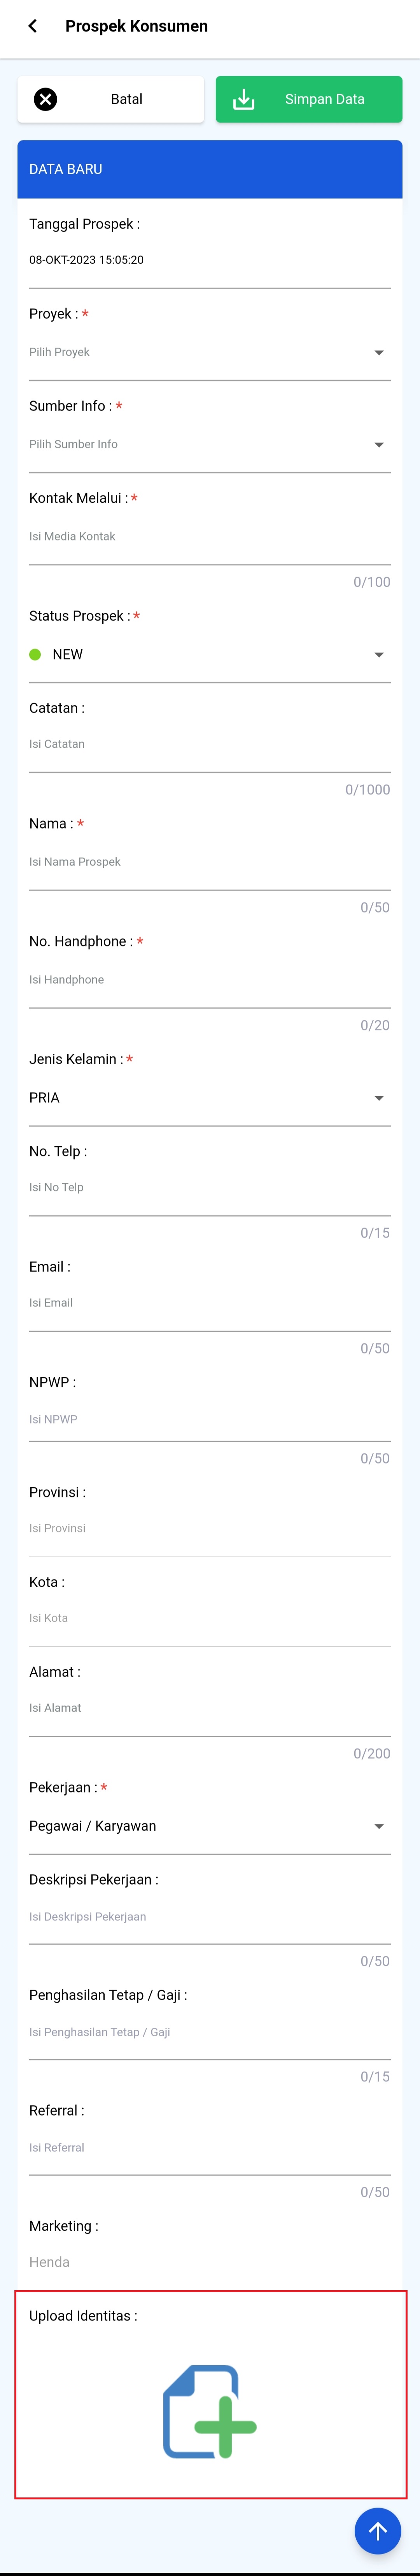 Prospek Konsumen
Batal
Simpan Data
DATA BARU
Tanggal Prospek :
08-OKT-2023 15:05:20
Proyek : *
Pilih Proyek
Sumber Info : *
Pilih Sumber Info
Kontak Melalui : *
Isi Media Kontak
0/100
Status Prospek : *
NEW
Catatan :
Isi Catatan
0/1000
Nama : *
Isi Nama Prospek
0/50
No. Handphone : *
Isi Handphone
0/20
Jenis Kelamin : *
PRIA
No. Telp :
Isi No Telp
0/15
Email :
Isi Email
0/50
NPWP :
Isi NPWP
0/50
Provinsi :
Isi Provinsi
Kota :
Isi Kota
Alamat :
Isi Alamat
0/200
Pekerjaan : *
Pegawai / Karyawan
Deskripsi Pekerjaan :
Isi Deskripsi Pekerjaan
0/50
Penghasilan Tetap / Gaji :
Isi Penghasilan Tetap / Gaji
0/15
Referral :
Isi Referral
0/50
Marketing :
Henda
Upload Identitas :